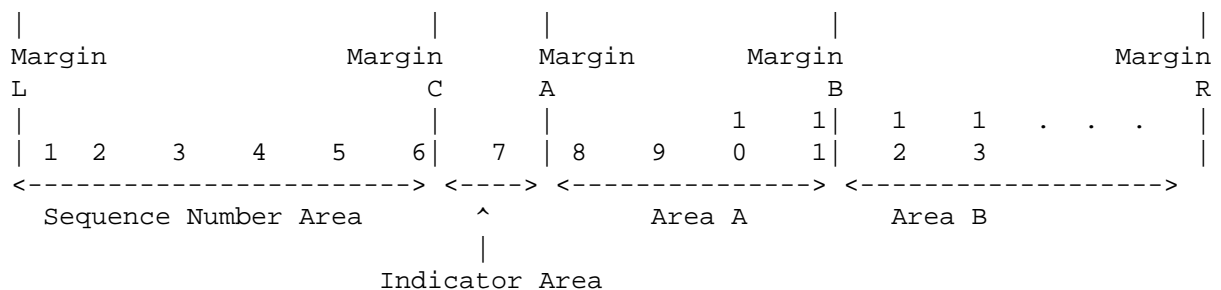 |                         |      |                 |                      |
Margin               Margin      Margin       Margin                 Margin
L                         C      A                 B                      R
|                         |      |           1    1|  1    1   .  .  .    |
| 1  2    3    4    5    6|   7  | 8    9    0    1|  2    3              |
<-------------------------> <----> <---------------> <------------------->
Sequence Number Area         ^          Area A         Area B
|
Indicator Area